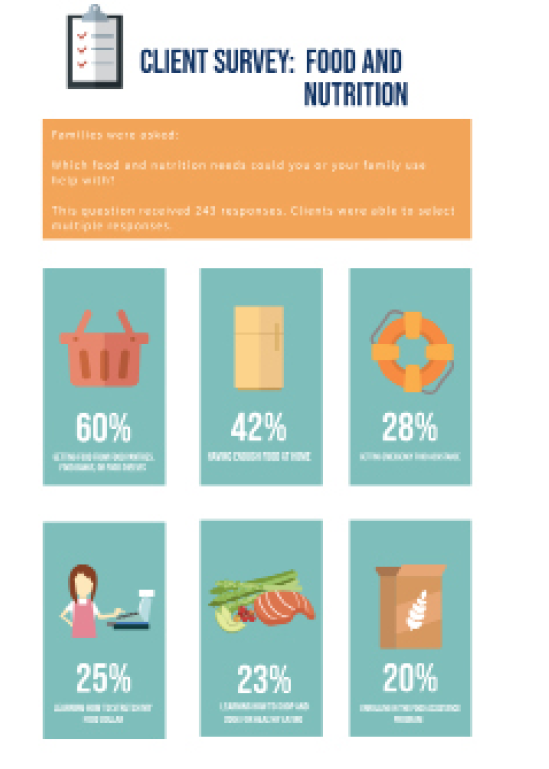 CLIENT SURVEY: FOOD AND
NUTRITION
Families were asked:
Which food and nutrition needs could you or your family use
help with?
This question received 243 responses. Clients were able to select
multiple responses.
60%
GETTING FOOD FROM FOOD PANTRIES,
FOOD BANKS, OR FOOD
42%
HAVING ENOUGH FOOD AT HOME
28%
GETTING EMERGENCY FOOD ASSISTANCE
25%
LEARNING HOW TO STRETCH MY
FOOD DOLLAR
23%
LEARNING HOW TO SHOP AND
COOK FOR HEALTHY EATING
20%
ENROLLING IN THE FOOD ASSISTANCE
PROGRAM